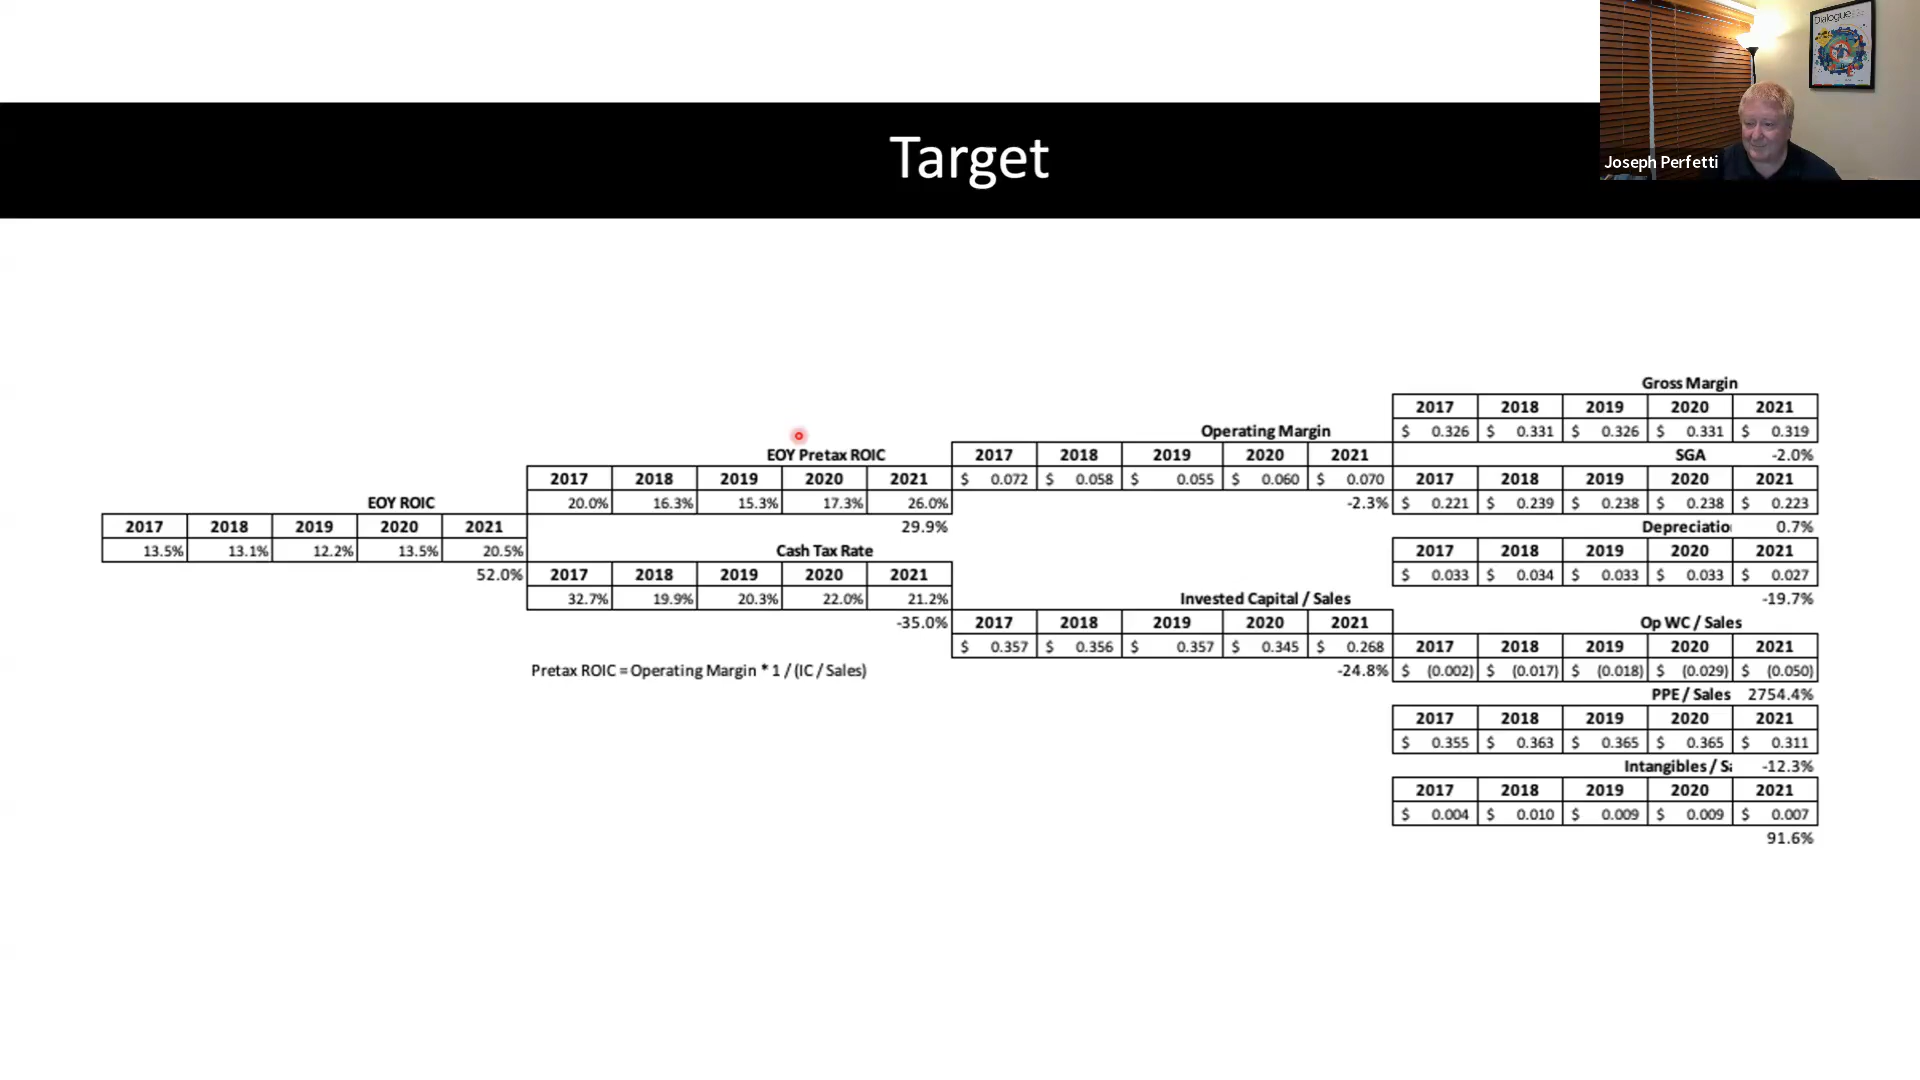 Dialogue
Joseph Perfetti
Target
Gross Margin
2017 2018 2019 2020 2021
$ 0.326 $ 0.331 $ 0.326 $ 0.331 $ 0.319
-2.0%
Operating Margin
2017 2018 2019 2020 2021
$ 0.072 $ 0.058 $ 0.055 $ 0.060 $ 0.070
-2.3%
SGA
2017 2018 2019 2020 2021
$ 0.221 $ 0.239 $ 0.238 $ 0.238 $ 0.223
0.7%
EOY Pretax ROIC
2017 2018 2019 2020 2021
20.0% 16.3% 15.3% 17.3% 26.0%
29.9%
EOY ROIC
2017 2018 2019 2020 2021
13.5% 13.1% 12.2% 13.5% 20.5%
52.0%
Depreciatio
2017 2018 2019 2020 2021
$ 0.033 $ 0.034 $ 0.033 $ 0.033 $ 0.027
-19.7%
Cash Tax Rate
2017 2018 2019 2020 2021
32.7% 19.9% 20.3% 22.0% 21.2%
-35.0%
Invested Capital / Sales
2017 2018 2019 2020 2021
$ 0.357 $ 0.356 $ 0.357 $ 0.345 $ 0.268
-24.8%
Pretax ROIC = Operating Margin * 1 / (IC / Sales)
Op WC / Sales
2017 2018 2019 2020 2021
$ (0.002) $ (0.017) $ (0.018) $ (0.029) $ (0.050)
2754.4%
PPE / Sales
2017 2018 2019 2020 2021
$ 0.355 $ 0.363 $ 0.365 $ 0.365 $ 0.311
-12.3%
Intangibles / Sa
2017 2018 2019 2020 2021
$ 0.004 $ 0.010 $ 0.009 $ 0.009 $ 0.007
91.6%